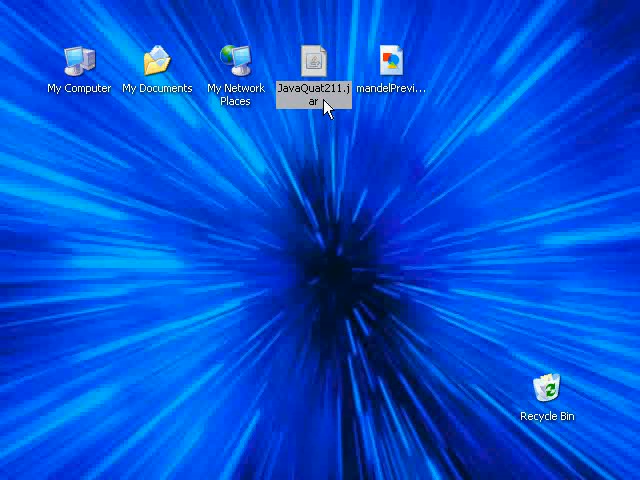 My Computer
My Documents
My Network
Places
JavaQuat211.j
ar
mandelPrevi...
Recycle Bin